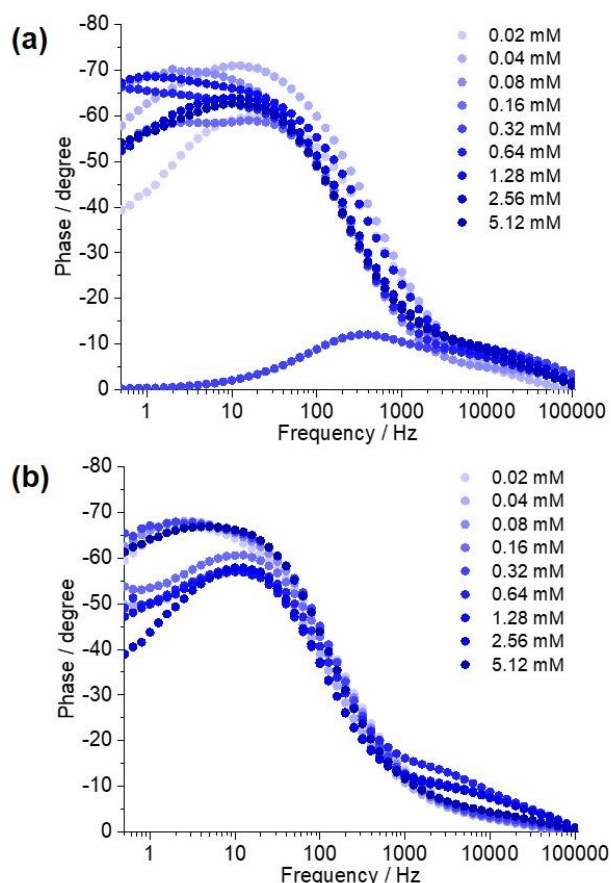 (a)
-80
-70
-60
-50
-40
-30
-20
-10
0
Phase / degree
0.02 mM
0.04 mM
0.08 mM
0.16 mM
0.32 mM
0.64 mM
1.28 mM
2.56 mM
5.12 mM
1 10 100 1000 10000 100000
Frequency / Hz
(b)
-80
-70
-60
-50
-40
-30
-20
-10
0
Phase / degree
0.02 mM
0.04 mM
0.08 mM
0.16 mM
0.32 mM
0.64 mM
1.28 mM
2.56 mM
5.12 mM
1 10 100 1000 10000 100000
Frequency / Hz